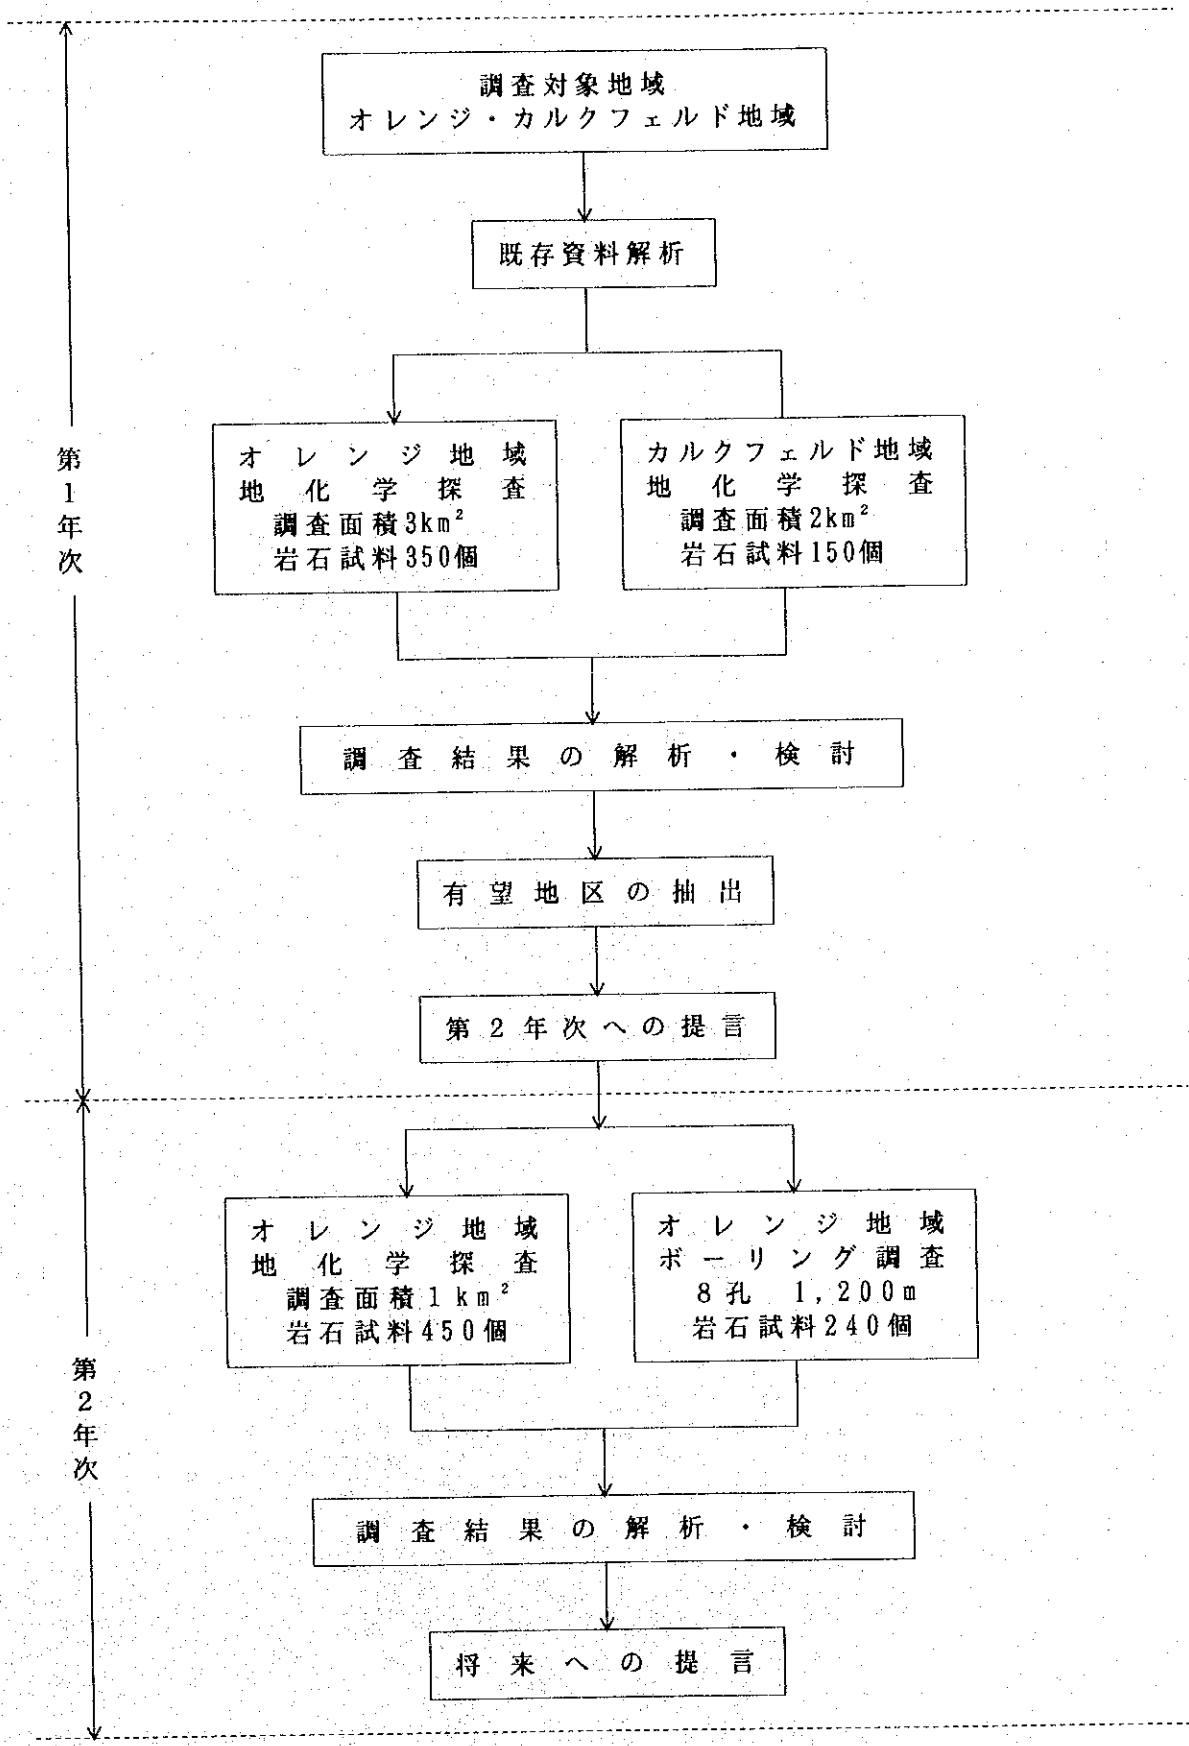 調査対象地域
オレンジ・カルクフェルド地域
既存資料解析
オレンジ地域
地化学探査
調査面積3km²
岩石試料350個
カルクフェルド地域
地化学探査
調査面積2km²
岩石試料150個
第1年次
調査結果の解析・検討
有望地区の抽出
第2年次への提言
オレンジ地域
地化学探査
調査面積1km²
岩石試料450個
オレンジ地域
ボーリング調査
8孔 1,200m
岩石試料240個
第2年次
調査結果の解析・検討
将来への提言